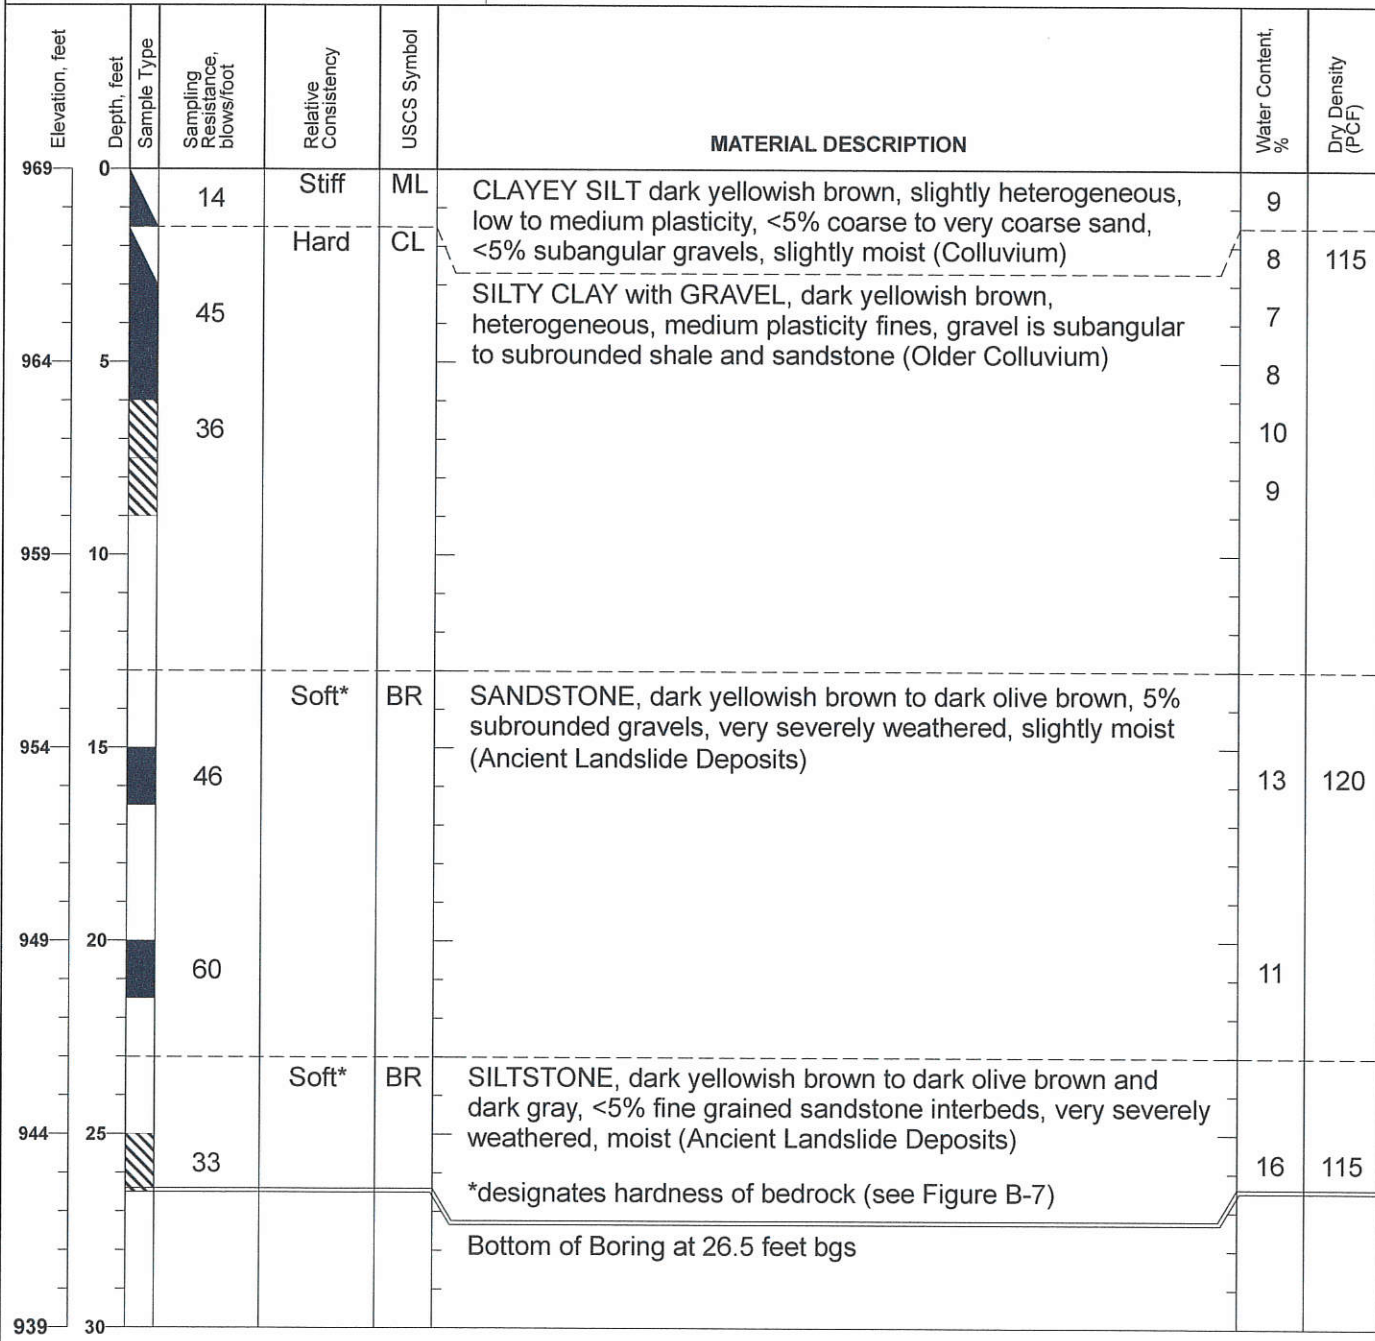 Elevation, feet
Depth, feet
Sample Type
Sampling
Resistance,
blows/foot
Relative
Consistency
USCS Symbol
MATERIAL DESCRIPTION
Water Content,
%
Dry Density
(PCF)
969 0
14 Stiff ML CLAYEY SILT dark yellowish brown, slightly heterogeneous, 9
low to medium plasticity, <5% coarse to very coarse sand,
Hard CL <5% subangular gravels, slightly moist (Colluvium) 8 115
SILTY CLAY with GRAVEL, dark yellowish brown,
45 heterogeneous, medium plasticity fines, gravel is subangular 7
964 5 to subrounded shale and sandstone (Older Colluvium)
8
36 10
9
959 10
Soft* BR SANDSTONE, dark yellowish brown to dark olive brown, 5%
subrounded gravels, very severely weathered, slightly moist
954 15 (Ancient Landslide Deposits)
46 13 120
949 20
60 11
Soft* BR SILTSTONE, dark yellowish brown to dark olive brown and
dark gray, <5% fine grained sandstone interbeds, very severely
944 25 weathered, moist (Ancient Landslide Deposits)
33 16 115
*designates hardness of bedrock (see Figure B-7)
Bottom of Boring at 26.5 feet bgs
939 30